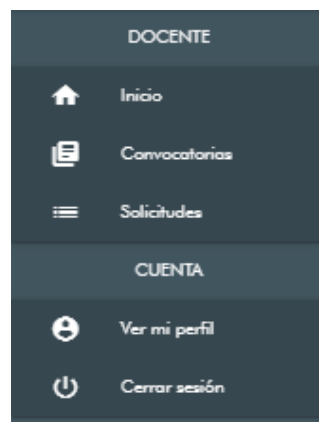 DOCENTE
Inicio
Convocatorias
Solicitudes
CUENTA
Ver mi perfil
Cerrar sesión